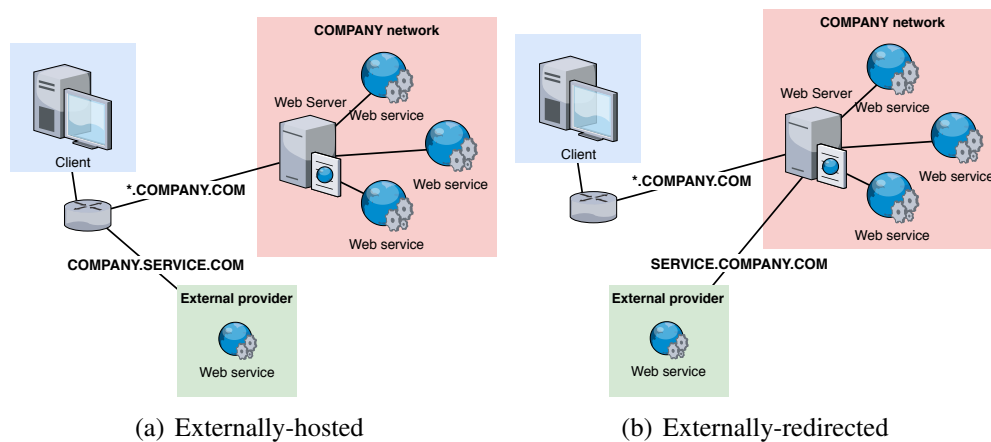 COMPANY network
Web Server
Web service
Client
Web service
*.COMPANY.COM
Web service
COMPANY.SERVICE.COM
External provider
Web service
(a) Externally-hosted
COMPANY network
Web Server
Web service
Client
Web service
*.COMPANY.COM
Web service
SERVICE.COMPANY.COM
External provider
Web service
(b) Externally-redirected